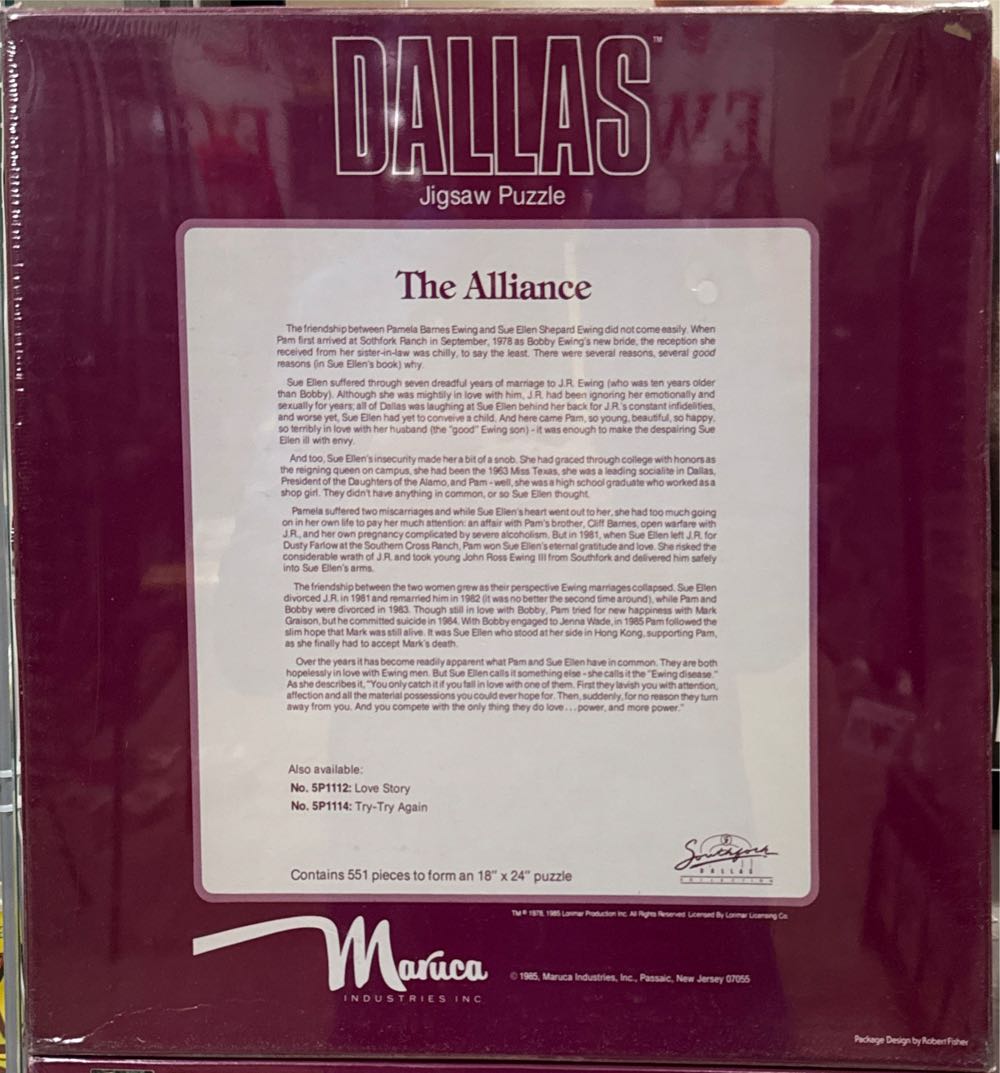 DALLAS™
Jigsaw Puzzle
The Alliance
The friendship between Pamela Barnes Ewing and Sue Ellen Shepard Ewing did not come easily. When
Pam first arrived at Sothfork Ranch in September, 1978 as Bobby Ewing's new bride, the reception she
received from her sister-in-law was chilly, to say the least. There were several reasons, several good
reasons (in Sue Ellen's book) why.
Sue Ellen suffered through seven dreadful years of marriage to J.R. Ewing (who was ten years older
than Bobby). Although she was mightily in love with him, J.R. had been ignoring her emotionally and
sexually for years; all of Dallas was laughing at Sue Ellen behind her back for J.R.'s constant infidelities,
and worse yet, Sue Ellen had yet to conveive a child. And here came Pam, so young, beautiful, so happy,
so terribly in love with her husband (the "good" Ewing son) - it was enough to make the despairing Sue
Ellen ill with envy.
And too, Sue Ellen's insecurity made her a bit of a snob. She had graced through college with honors as
the reigning queen on campus, she had been the 1963 Miss Texas, she was a leading socialite in Dallas,
President of the Daughters of the Alamo, and Pam - well, she was a high school graduate who worked as a
shop girl. They didn't have anything in common, or so Sue Ellen thought.
Pamela suffered two miscarriages and while Sue Ellen's heart went out to her, she had too much going
on in her own life to pay her much attention: an affair with Pam's brother, Cliff Barnes, open warfare with
J.R., and her own pregnancy complicated by severe alcoholism. But in 1981, when Sue Ellen left J.R. for
Dusty Farlow at the Southern Cross Ranch, Pam won Sue Ellen's eternal gratitude and love. She risked the
considerable wrath of J.R. and took young John Ross Ewing III from Southfork and delivered him safely
into Sue Ellen's arms.
The friendship between the two women grew as their perspective Ewing marriages collapsed. Sue Ellen
divorced J.R. in 1981 and remarried him in 1982 (it was no better the second time around), while Pam and
Bobby were divorced in 1983. Though still in love with Bobby, Pam tried for new happiness with Mark
Graison, but he committed suicide in 1984. With Bobby engaged to Jenna Wade, in 1985 Pam followed the
slim hope that Mark was still alive. It was Sue Ellen who stood at her side in Hong Kong, supporting Pam,
as she finally had to accept Mark's death.
Over the years it has become readily apparent what Pam and Sue Ellen have in common. They are both
hopelessly in love with Ewing men. But Sue Ellen calls it something else - she calls it the "Ewing disease."
As she describes it, "You only catch it if you fall in love with one of them. First they lavish you with attention,
affection and all the material possessions you could ever hope for. Then, suddenly, for no reason they turn
away from you. And you compete with the only thing they do love . . . power, and more power."
Also available:
No. 5P1112: Love Story
No. 5P1114: Try-Try Again
Southfork
DALLAS
COLLECTION
Contains 551 pieces to form an 18" x 24" puzzle
TM © 1978, 1985 Lorimar Production Inc. All Rights Reserved Licensed By Lorimar Licensing Co.
Maruca
INDUSTRIES INC
© 1985, Maruca Industries, Inc., Passaic, New Jersey 07055
Package Design by Robert Fisher